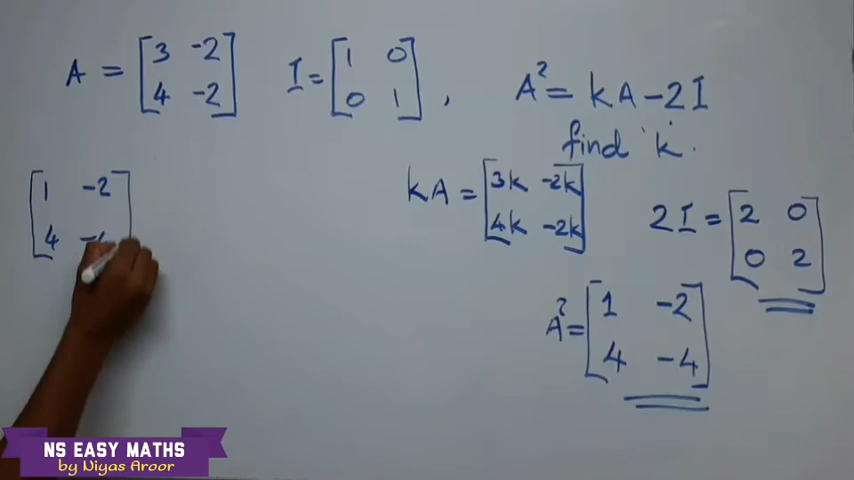 A = [3 -2
4 -2] I = [1 0
0 1] , A² = kA - 2I
find 'k'.
kA = [3k -2k
4k -2k]
2I = [2 0
0 2]
A² = [1 -2
4 -4]
[1 -2
4
NS EASY MATHS
by Niyas Aroor